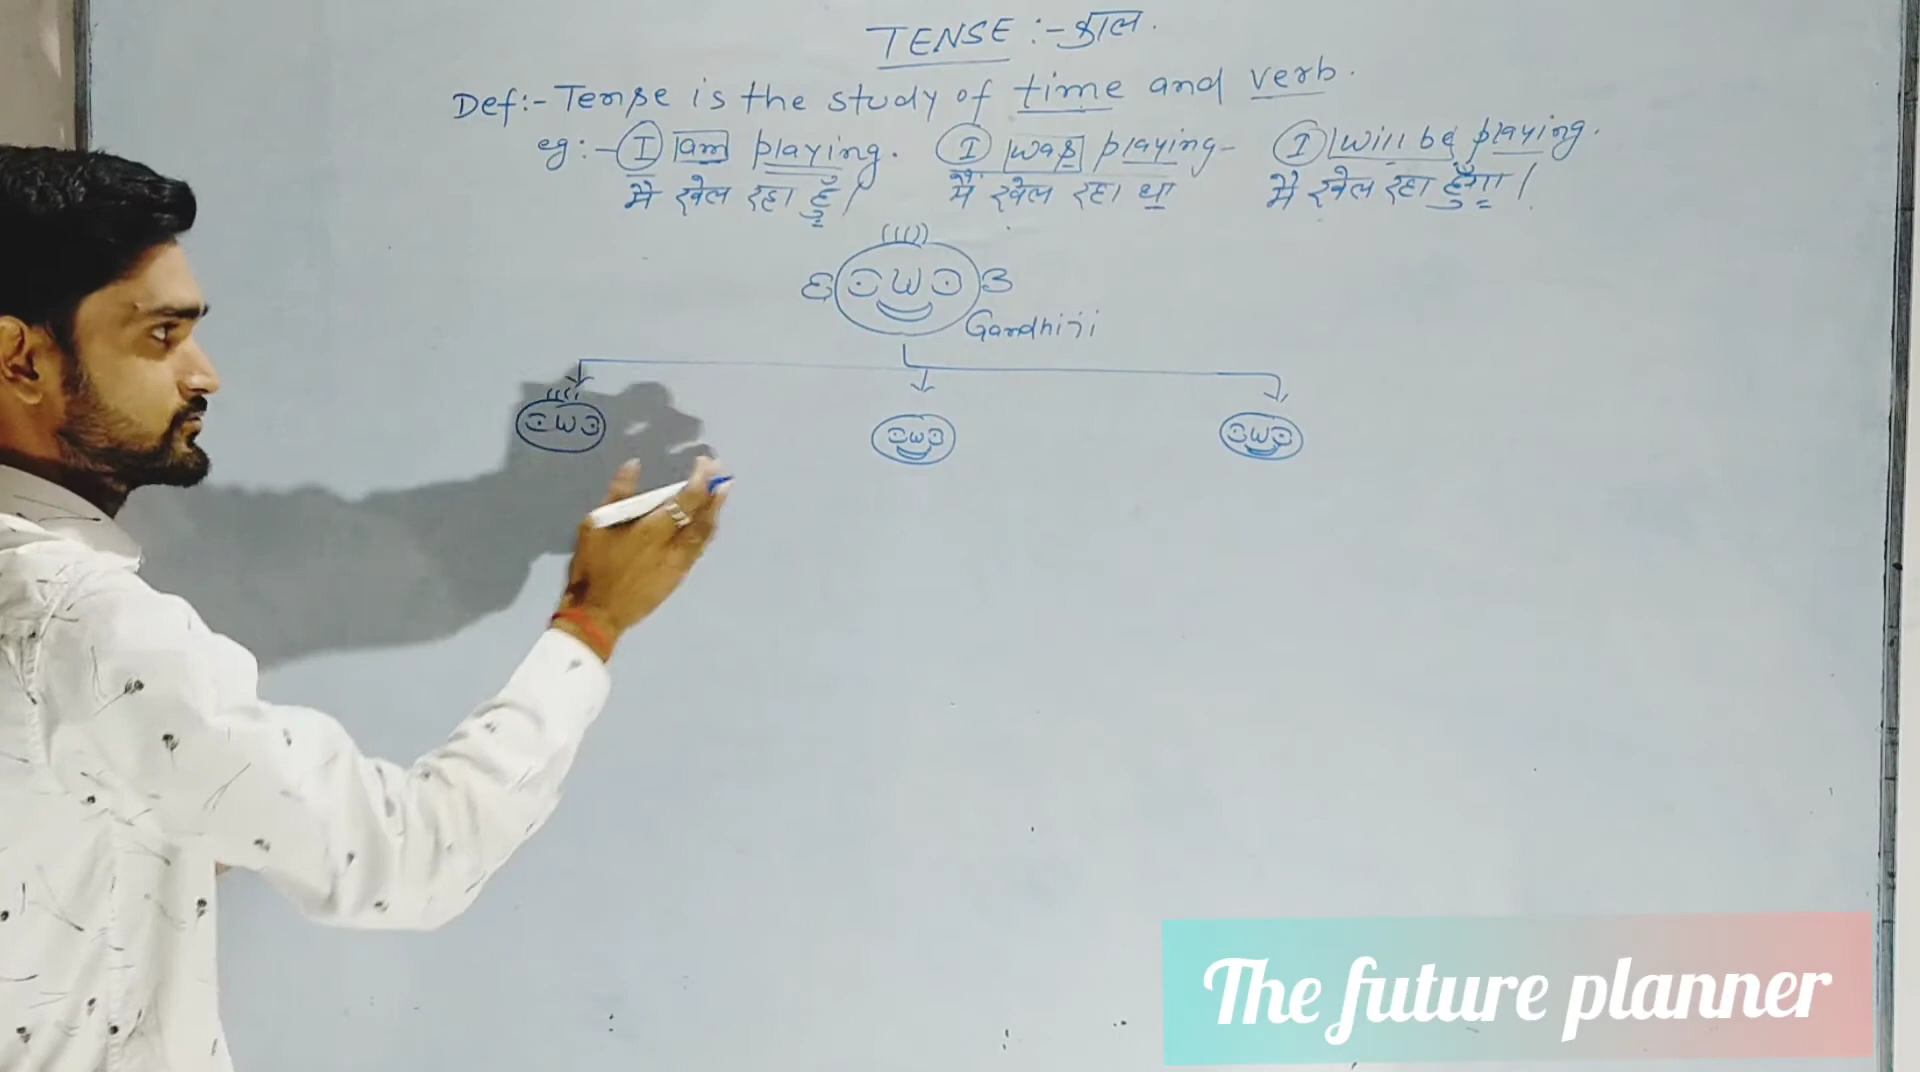 TENSE :- काल.
Def:- Tense is the study of time and verb.
eg:- I am playing. I was playing- I will be playing.
मै खेल रहा हूँ। मैं खेल रहा था मै खेल रहा हुँगा।
Gandhiji
The future planner